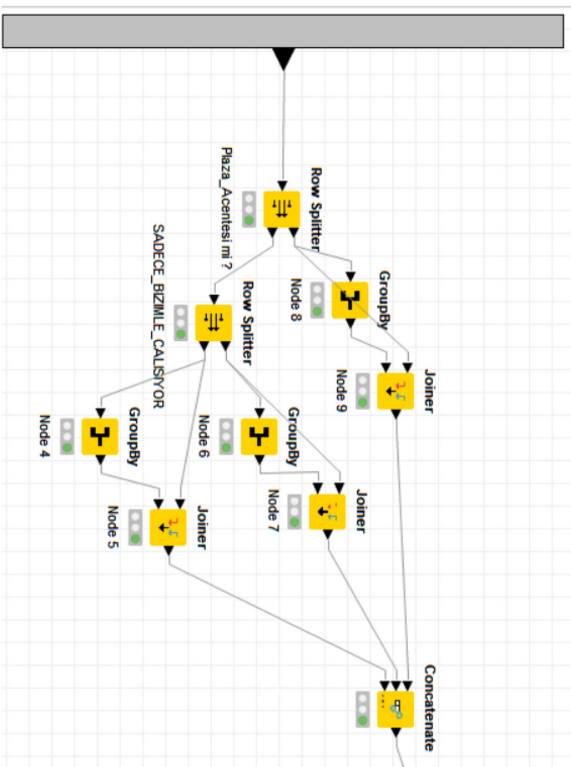 Row Splitter
Plaza_Acentesi mi ?
GroupBy
Node 8
Joiner
Node 9
Row Splitter
SADECE_BIZIMLE_CALISIYOR
GroupBy
Node 6
Joiner
Node 7
GroupBy
Node 4
Joiner
Node 5
Concatenate